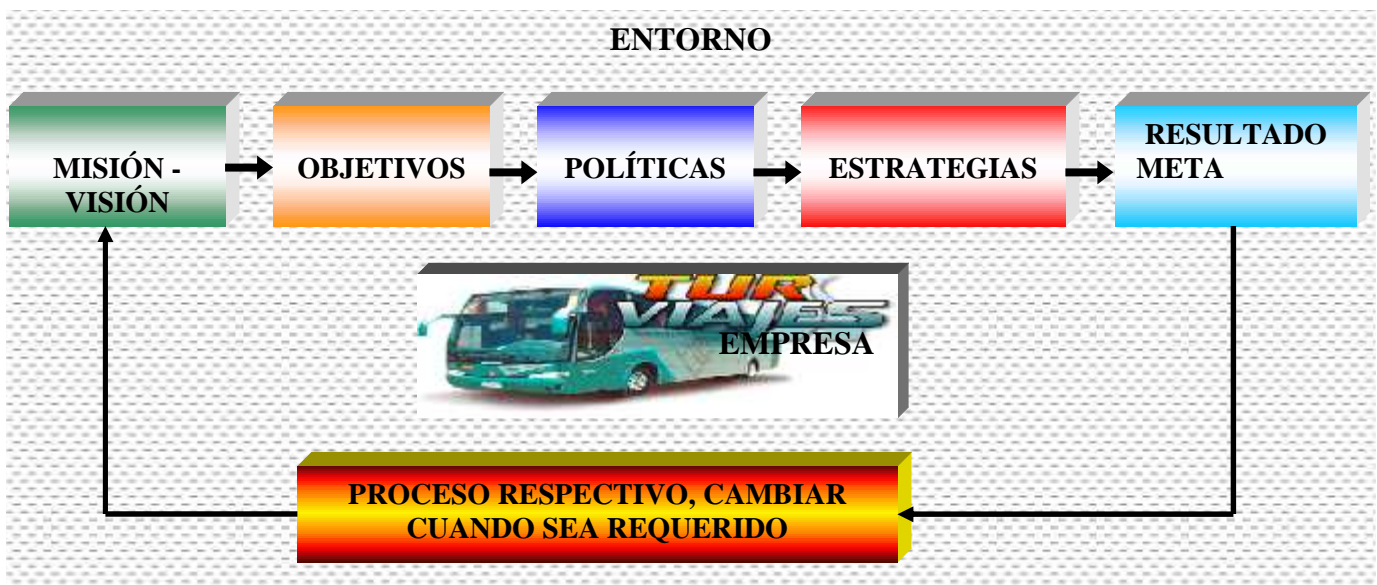 ENTORNO
MISIÓN -
VISIÓN
OBJETIVOS
POLÍTICAS
ESTRATEGIAS
RESULTADO
META
TUR
VIAJES
EMPRESA
PROCESO RESPECTIVO, CAMBIAR
CUANDO SEA REQUERIDO